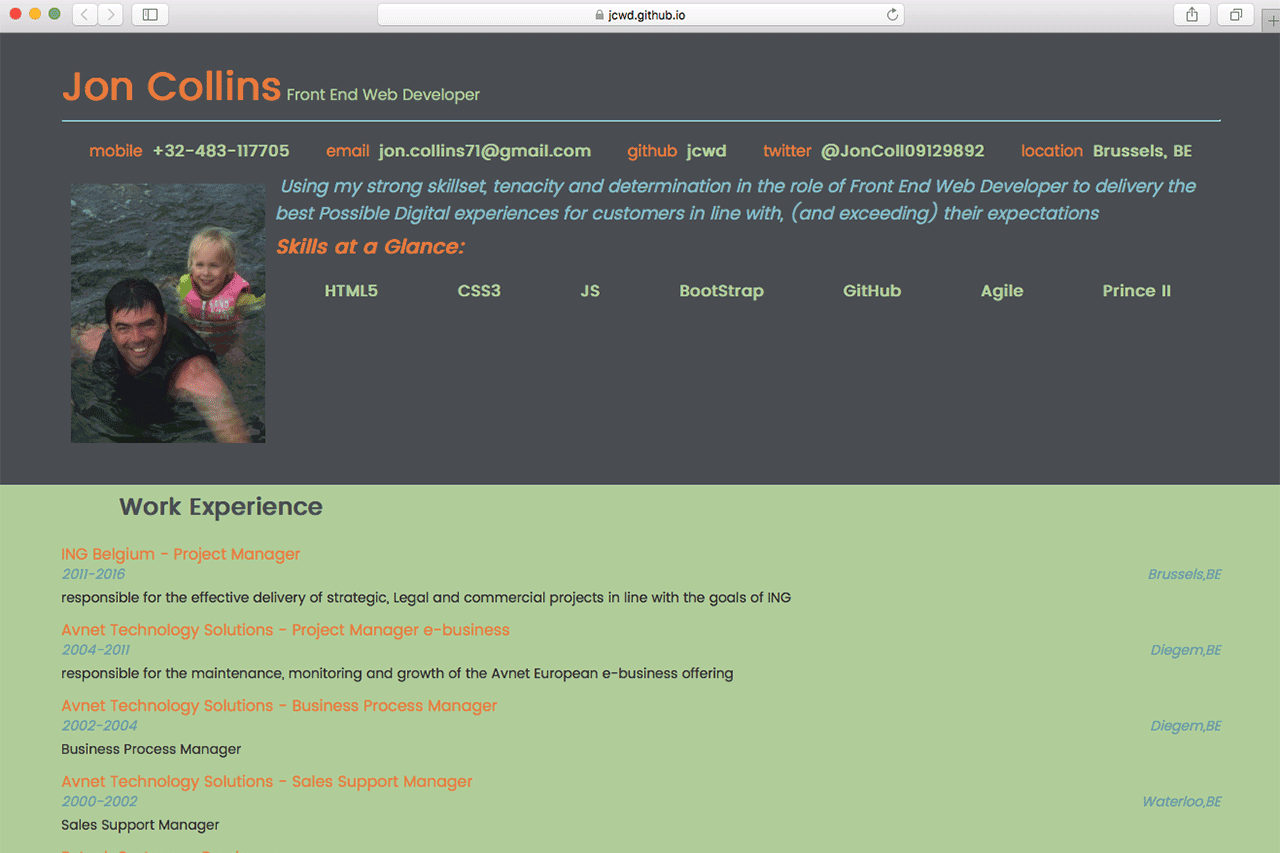 jcwd.github.io
Jon Collins Front End Web Developer
mobile +32-483-117705 email jon.collins71@gmail.com github jcwd twitter @JonColl09129892 location Brussels, BE
Using my strong skillset, tenacity and determination in the role of Front End Web Developer to delivery the
best Possible Digital experiences for customers in line with, (and exceeding) their expectations
Skills at a Glance:
HTML5 CSS3 JS BootStrap GitHub Agile Prince II
Work Experience
ING Belgium - Project Manager
2011-2016 Brussels,BE
responsible for the effective delivery of strategic, Legal and commercial projects in line with the goals of ING
Avnet Technology Solutions - Project Manager e-business
2004-2011 Diegem,BE
responsible for the maintenance, monitoring and growth of the Avnet European e-business offering
Avnet Technology Solutions - Business Process Manager
2002-2004 Diegem,BE
Business Process Manager
Avnet Technology Solutions - Sales Support Manager
2000-2002 Waterloo,BE
Sales Support Manager